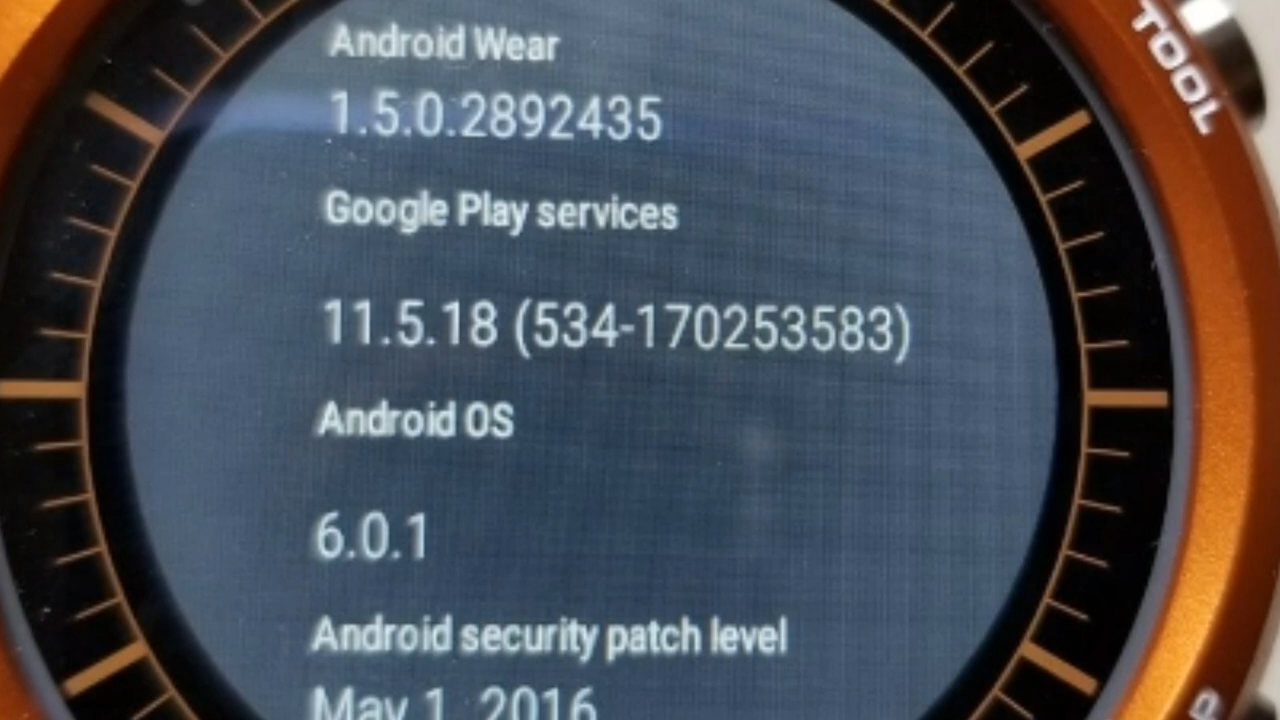 Android Wear
1.5.0.2892435
Google Play services
11.5.18 (534-170253583)
Android OS
6.0.1
Android security patch level
May 1, 2016
TOOL